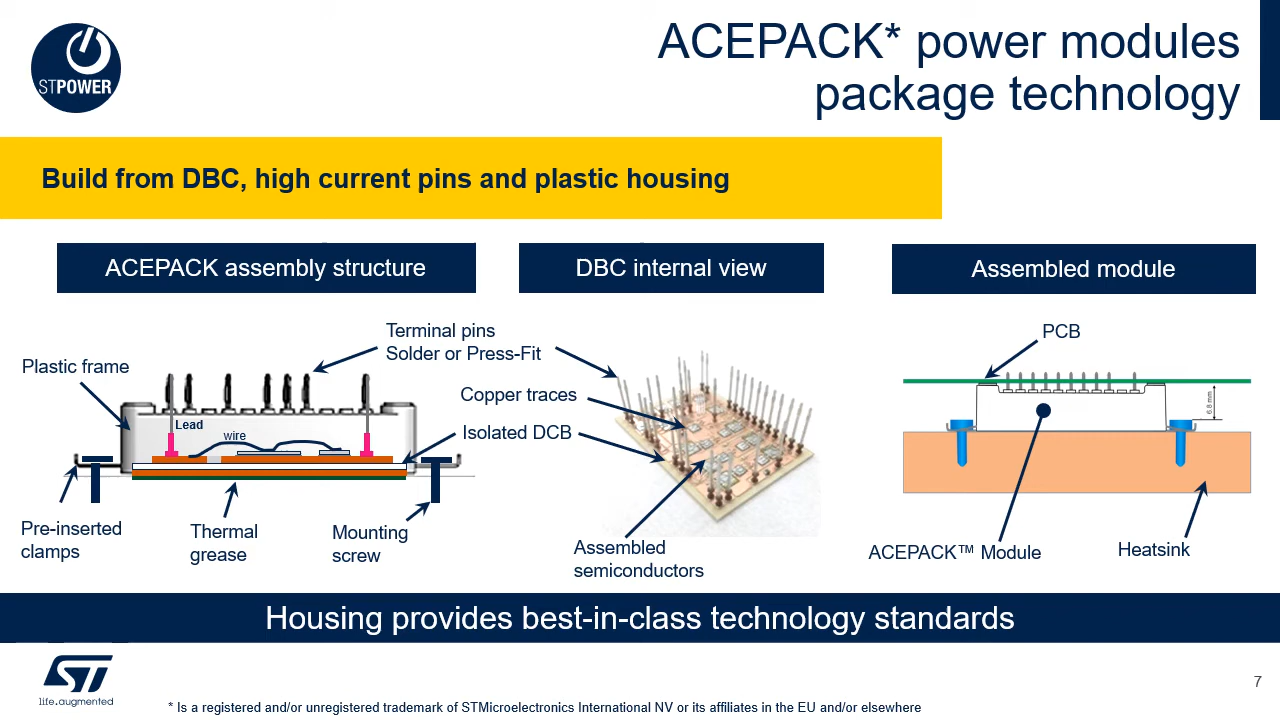 STPOWER
ACEPACK* power modules
package technology
Build from DBC, high current pins and plastic housing
ACEPACK assembly structure
DBC internal view
Assembled module
Plastic frame
Terminal pins
Solder or Press-Fit
Copper traces
Isolated DCB
Lead
wire
Pre-inserted
clamps
Thermal
grease
Mounting
screw
Assembled
semiconductors
PCB
6.8 mm
ACEPACK™ Module
Heatsink
Housing provides best-in-class technology standards
ST
life.augmented
* Is a registered and/or unregistered trademark of STMicroelectronics International NV or its affiliates in the EU and/or elsewhere
7